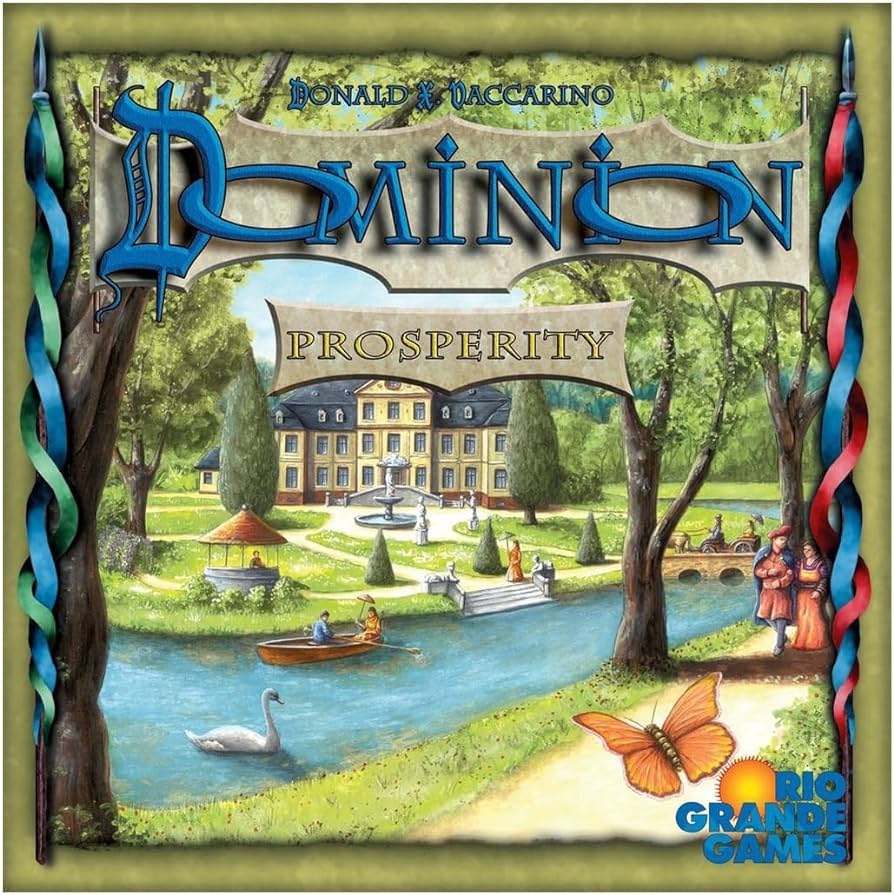 Donald X. Vaccarino
Dominion
PROSPERITY
RIO
GRANDE
GAMES